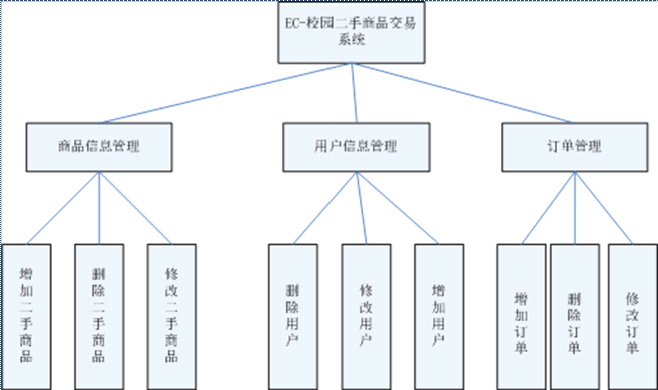 EC-校园二手商品交易
系统
商品信息管理
用户信息管理
订单管理
增加二手商品
删除二手商品
修改二手商品
删除用户
修改用户
增加用户
增加订单
删除订单
修改订单